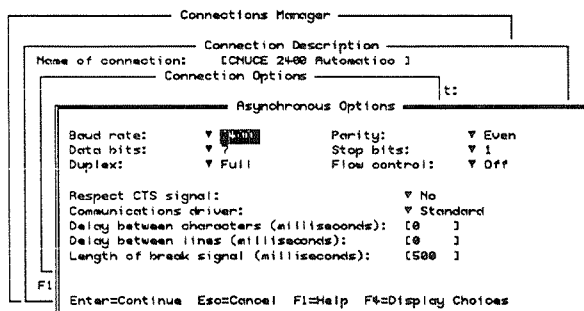 Connections Manager
Connection Description
Name of connection: [CNUCE 2400 Automatico ]
Connection Options
t:
Asynchronous Options
Baud rate: ▼ Parity: ▼ Even
Data bits: ▼ 7 Stop bits: ▼ 1
Duplex: ▼ Full Flow control: ▼ Off
Respect CTS signal: ▼ No
Communications driver: ▼ Standard
Delay between characters (milliseconds): [0 ]
Delay between lines (milliseconds): [0 ]
Length of break signal (milliseconds): [500 ]
F1
Enter=Continue Esc=Cancel F1=Help F4=Display Choices